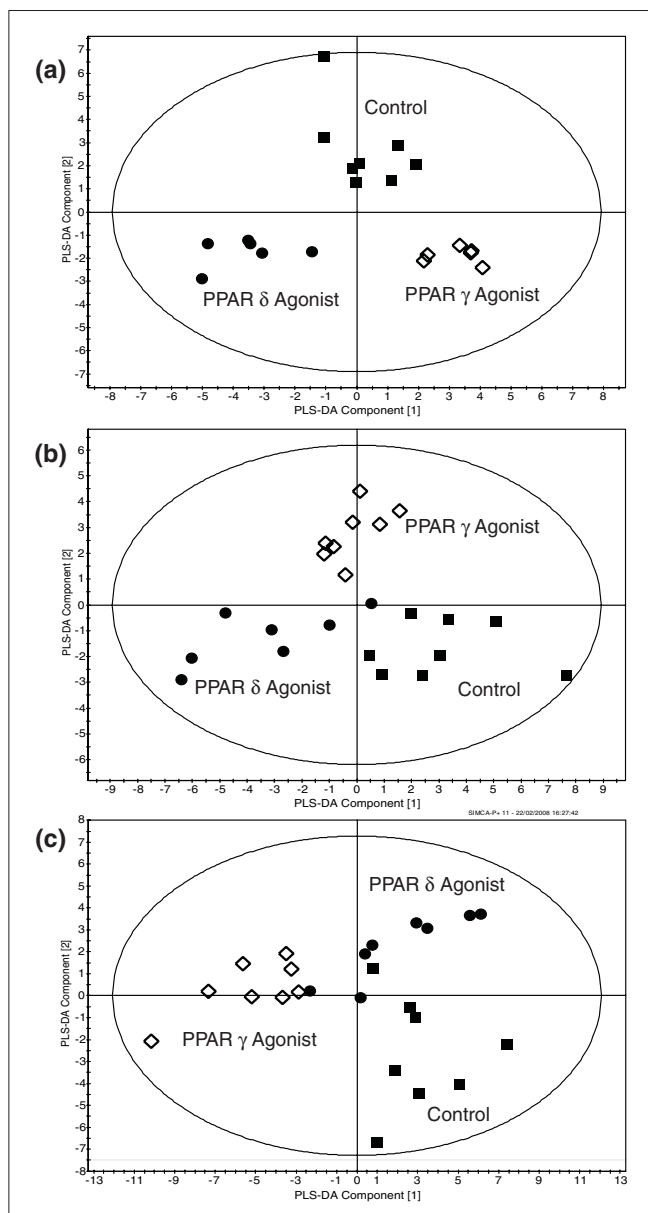 (a)
Control
PPAR δ Agonist
PPAR γ Agonist
PLS-DA Component [2]
7
6
5
4
3
2
1
0
-1
-2
-3
-4
-5
-6
-7
-8 -7 -6 -5 -4 -3 -2 -1 0 1 2 3 4 5 6 7 8
PLS-DA Component [1]
(b)
PPAR γ Agonist
PPAR δ Agonist
Control
PLS-DA Component [2]
6
5
4
3
2
1
0
-1
-2
-3
-4
-5
-6
-9 -8 -7 -6 -5 -4 -3 -2 -1 0 1 2 3 4 5 6 7 8 9
PLS-DA Component [1]
SIMCA-P+ 11 - 22/02/2008 16:27:42
(c)
PPAR δ Agonist
PPAR γ Agonist
Control
PLS-DA Component [2]
8
7
6
5
4
3
2
1
0
-1
-2
-3
-4
-5
-6
-7
-8
-13 -11 -9 -7 -5 -3 -1 0 1 3 5 7 9 11 13
PLS-DA Component [1]